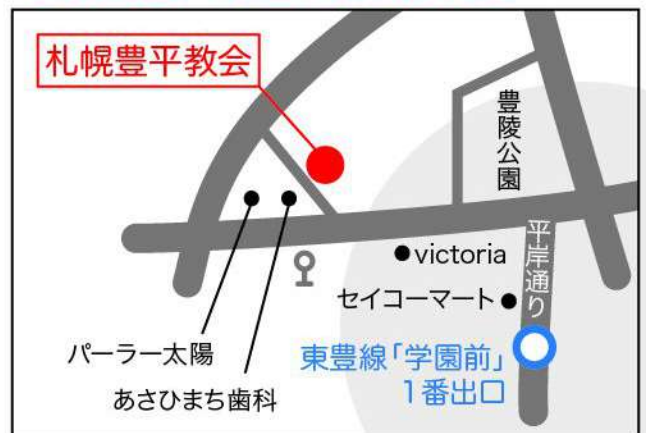 札幌豊平教会
豊陵公園
平岸通り
victoria
セイコーマート
パーラー太陽
あさひまち歯科
東豊線「学園前」
1番出口